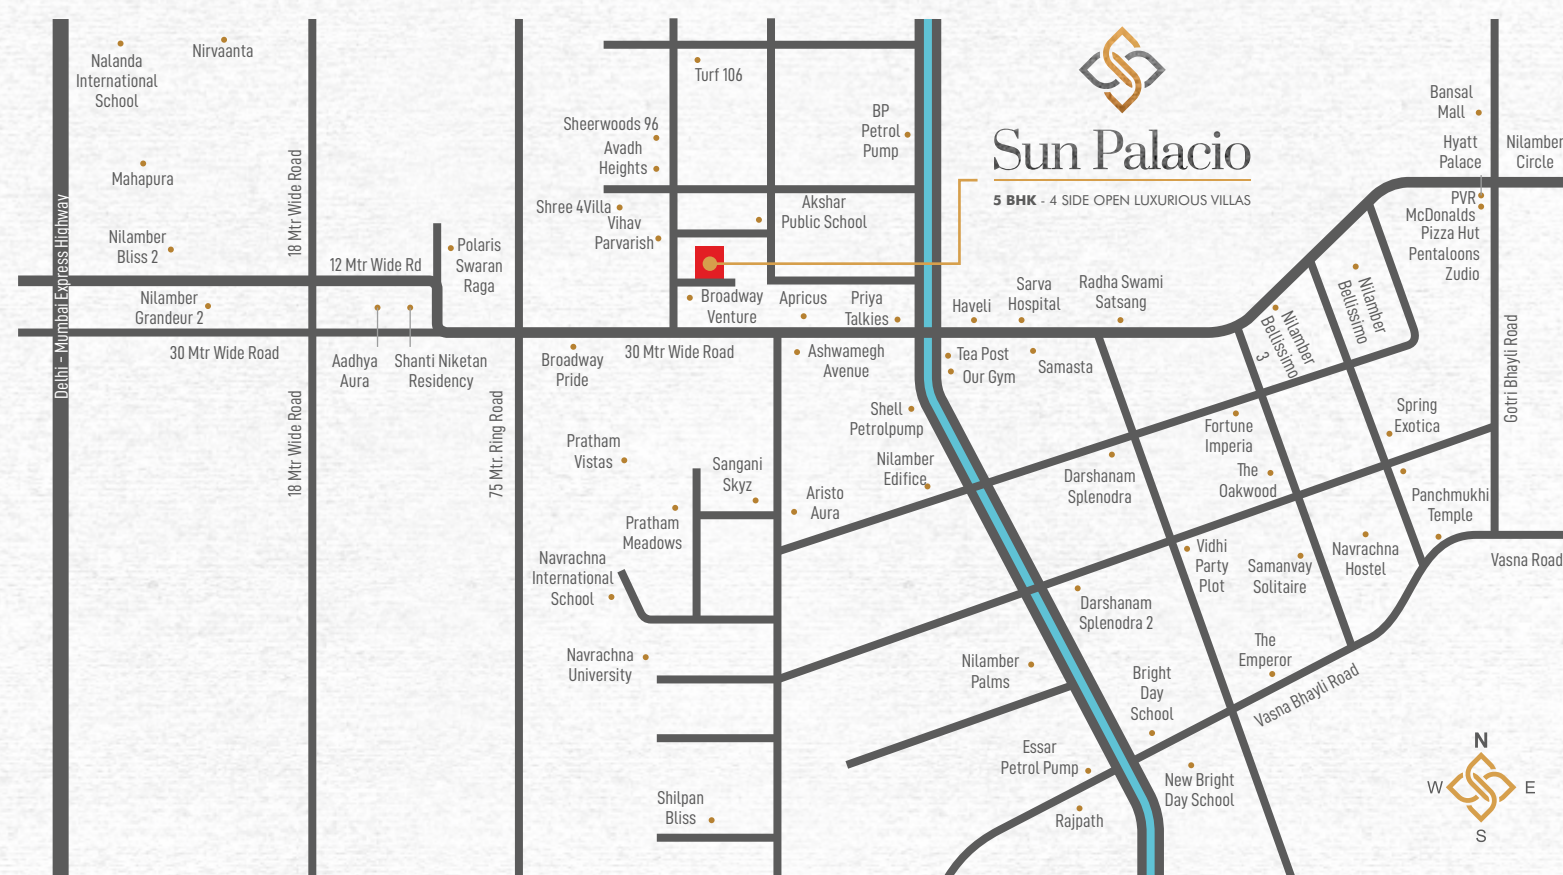 Nalanda
International
School
Nirvaanta
Mahapura
Nilamber
Bliss 2
Nilamber
Grandeur 2
Delhi - Mumbai Express Highway
18 Mtr Wide Road
12 Mtr Wide Rd
30 Mtr Wide Road
Aadhya
Aura
Shanti Niketan
Residency
18 Mtr Wide Road
75 Mtr. Ring Road
Polaris
Swaran
Raga
Turf 106
Sheerwoods 96
Avadh
Heights
Shree 4Villa
Vihav
Parvarish
BP
Petrol
Pump
Akshar
Public School
Broadway
Venture
Apricus
Priya
Talkies
Broadway
Pride
30 Mtr Wide Road
Ashwamegh
Avenue
Sun Palacio
5 BHK - 4 SIDE OPEN LUXURIOUS VILLAS
Haveli
Sarva
Hospital
Radha Swami
Satsang
Tea Post
Our Gym
Samasta
Shell
Petrolpump
Nilamber
Edifice
Pratham
Vistas
Sangani
Skyz
Pratham
Meadows
Aristo
Aura
Navrachna
International
School
Navrachna
University
Shilpan
Bliss
Bansal
Mall
Hyatt
Palace
Nilamber
Circle
PVR
McDonalds
Pizza Hut
Pentaloons
Zudio
Nilamber
Bellissimo
Nilamber
Bellissimo
3
Gotri Bhayli Road
Spring
Exotica
Fortune
Imperia
The
Oakwood
Darshanam
Splenodra
Panchmukhi
Temple
Vidhi
Party
Plot
Samanvay
Solitaire
Navrachna
Hostel
Vasna Road
Darshanam
Splenodra 2
The
Emperor
Nilamber
Palms
Bright
Day
School
Vasna Bhayli Road
Essar
Petrol Pump
New Bright
Day School
Rajpath
N
W
E
S